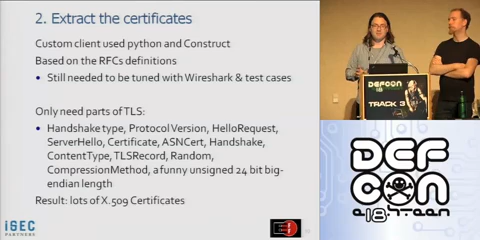 2. Extract the certificates
Custom client used python and Construct
Based on the RFCs definitions
• Still needed to be tuned with Wireshark & test cases
Only need parts of TLS:
• Handshake type, Protocol Version, HelloRequest,
ServerHello, Certificate, ASNCert, Handshake,
ContentType, TLSRecord, Random,
CompressionMethod, a funny unsigned 24 bit big-
endian length
Result: lots of X.509 Certificates
iSEC
PARTNERS
DEFCON
18
TRACK 3
DEF
CON
e18hteen